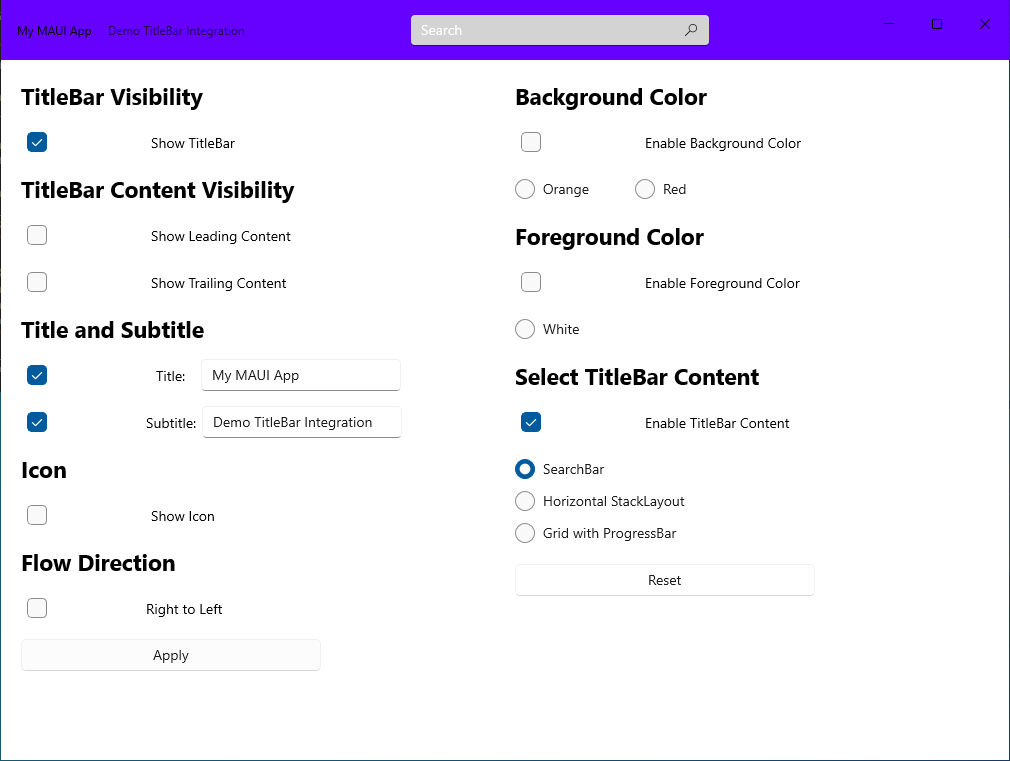 My MAUI App Demo TitleBar Integration Search
TitleBar Visibility
Show TitleBar
TitleBar Content Visibility
Show Leading Content
Show Trailing Content
Title and Subtitle
Title: My MAUI App
Subtitle: Demo TitleBar Integration
Icon
Show Icon
Flow Direction
Right to Left
Apply
Background Color
Enable Background Color
Orange Red
Foreground Color
Enable Foreground Color
White
Select TitleBar Content
Enable TitleBar Content
SearchBar
Horizontal StackLayout
Grid with ProgressBar
Reset